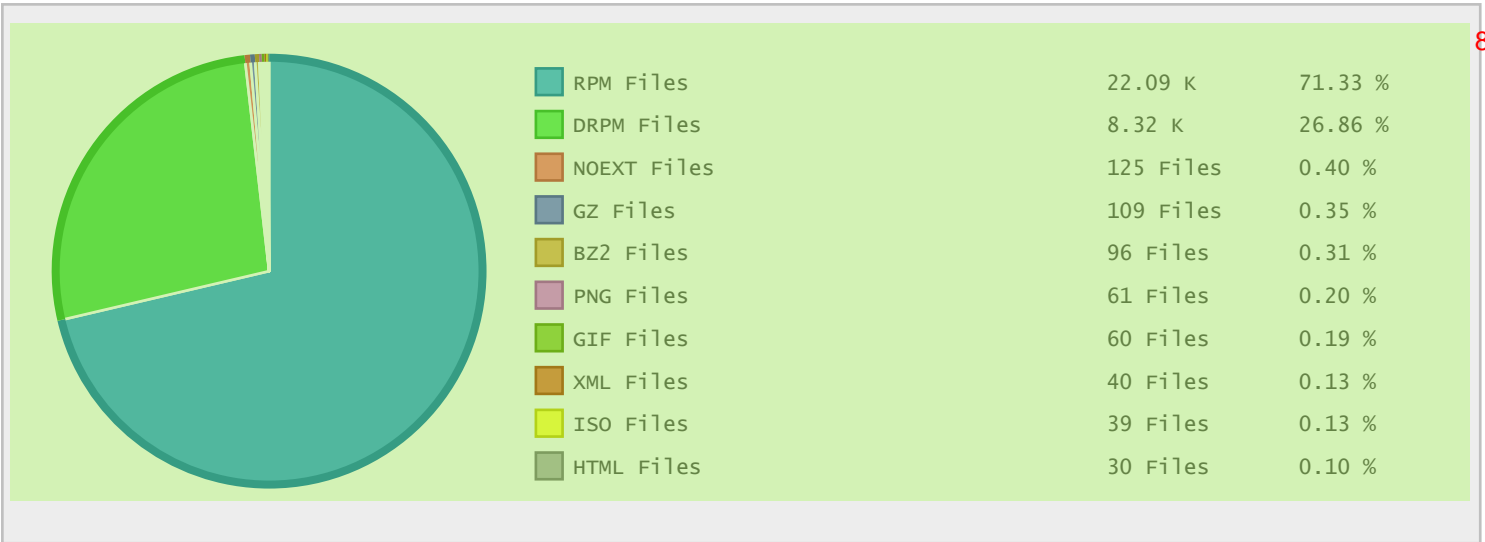 8
RPM Files 22.09 K 71.33 %
DRPM Files 8.32 K 26.86 %
NOEXT Files 125 Files 0.40 %
GZ Files 109 Files 0.35 %
BZ2 Files 96 Files 0.31 %
PNG Files 61 Files 0.20 %
GIF Files 60 Files 0.19 %
XML Files 40 Files 0.13 %
ISO Files 39 Files 0.13 %
HTML Files 30 Files 0.10 %